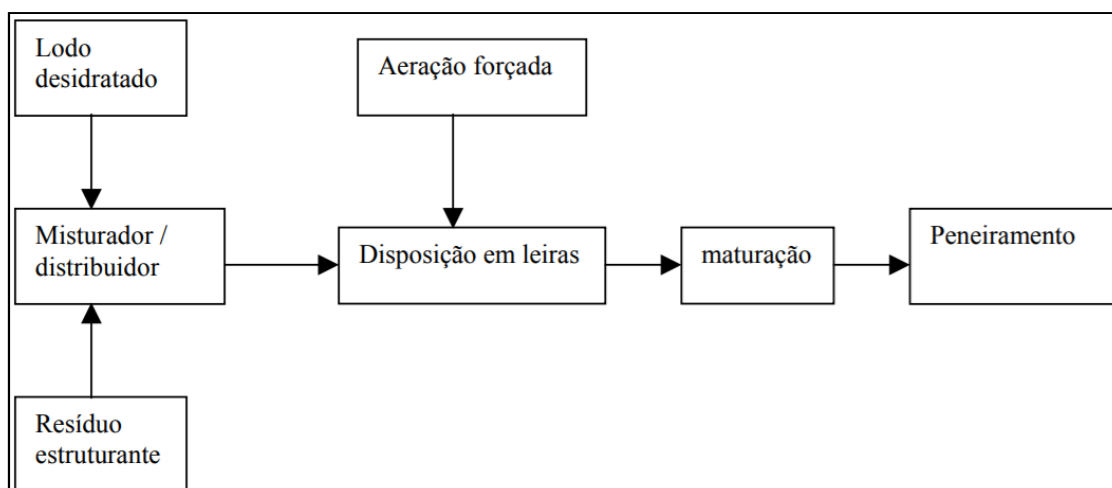 Lodo
desidratado
Aeração forçada
Misturador /
distribuidor
Disposição em leiras
maturação
Peneiramento
Resíduo
estruturante